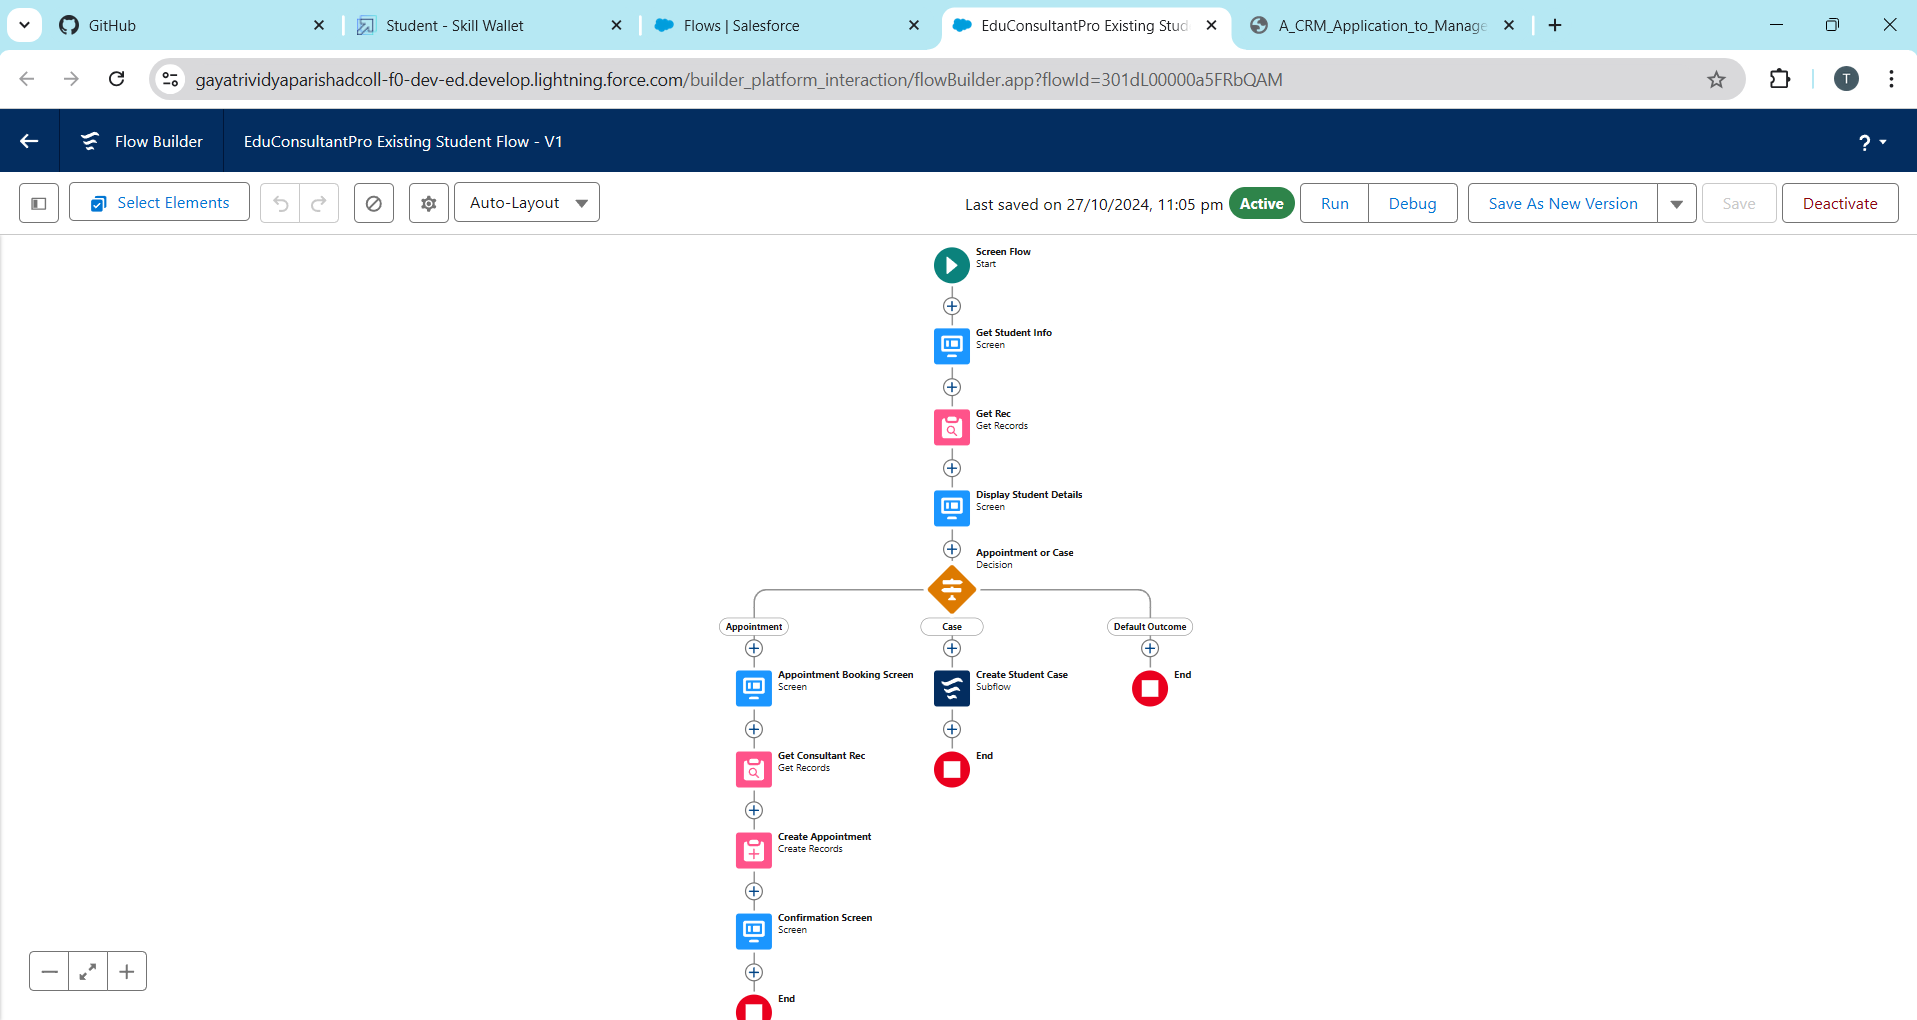 GitHub
Student - Skill Wallet
Flows | Salesforce
EduConsultantPro Existing Stud
A_CRM_Application_to_Manage
gayatrividyaparishadcoll-f0-dev-ed.develop.lightning.force.com/builder_platform_interaction/flowBuilder.app?flowId=301dL00000a5FRbQAM
T
Flow Builder
EduConsultantPro Existing Student Flow - V1
?
Select Elements
Auto-Layout
Last saved on 27/10/2024, 11:05 pm
Active
Run
Debug
Save As New Version
Save
Deactivate
Screen Flow
Start
Get Student Info
Screen
Get Rec
Get Records
Display Student Details
Screen
Appointment or Case
Decision
Appointment
Case
Default Outcome
Appointment Booking Screen
Screen
Create Student Case
Subflow
End
Get Consultant Rec
Get Records
End
Create Appointment
Create Records
Confirmation Screen
Screen
End